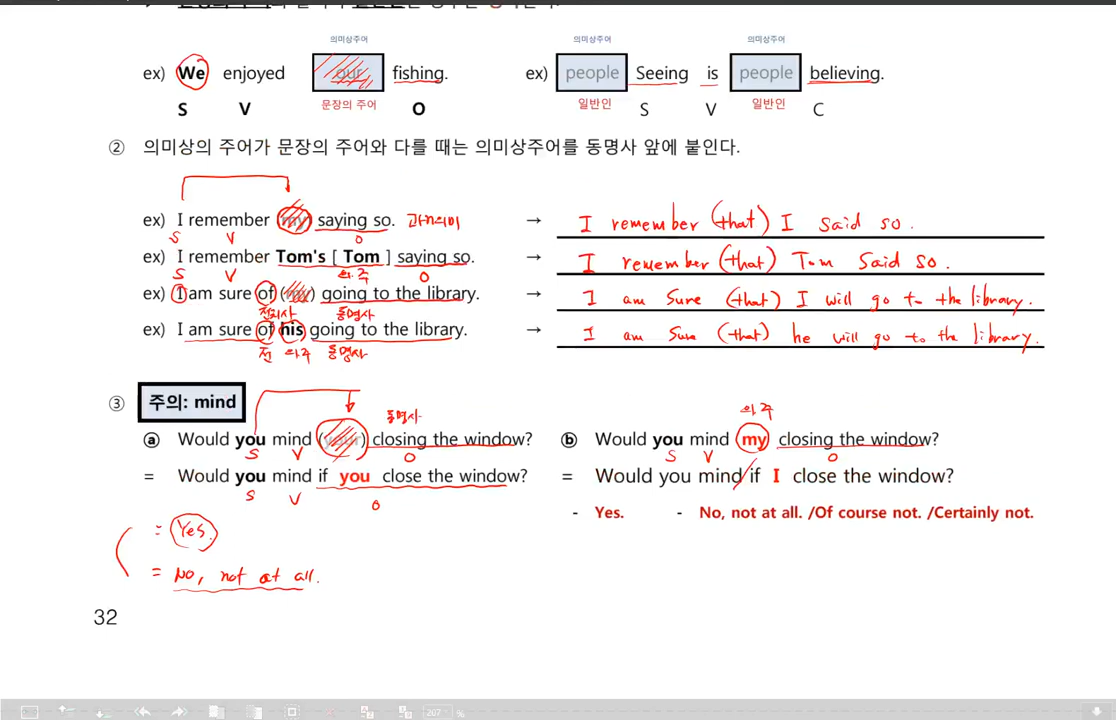 의미상주어 의미상주어 의미상주어
ex) We enjoyed our fishing. ex) people Seeing is people believing.
문장의 주어 일반인 일반인
S V O S V C
② 의미상의 주어가 문장의 주어와 다를 때는 의미상주어를 동명사 앞에 붙인다.
ex) I remember (my) saying so. 과거의미 → I remember (that) I said so.
S V O
ex) I remember Tom's [ Tom ] saying so. → I remember (that) Tom said so.
S V 의.주 O
ex) I am sure of (my) going to the library. → I am sure (that) I will go to the library.
전치사 동명사
ex) I am sure of his going to the library. → I am sure (that) he will go to the library.
전 의주 동명사
③ 주의: mind
동명사 의주
ⓐ Would you mind (your) closing the window? ⓑ Would you mind my closing the window?
S V O S V O
= Would you mind if you close the window? = Would you mind if I close the window?
S V O
- Yes. - No, not at all. /Of course not. /Certainly not.
= Yes.
= No, not at all.
32
207 %